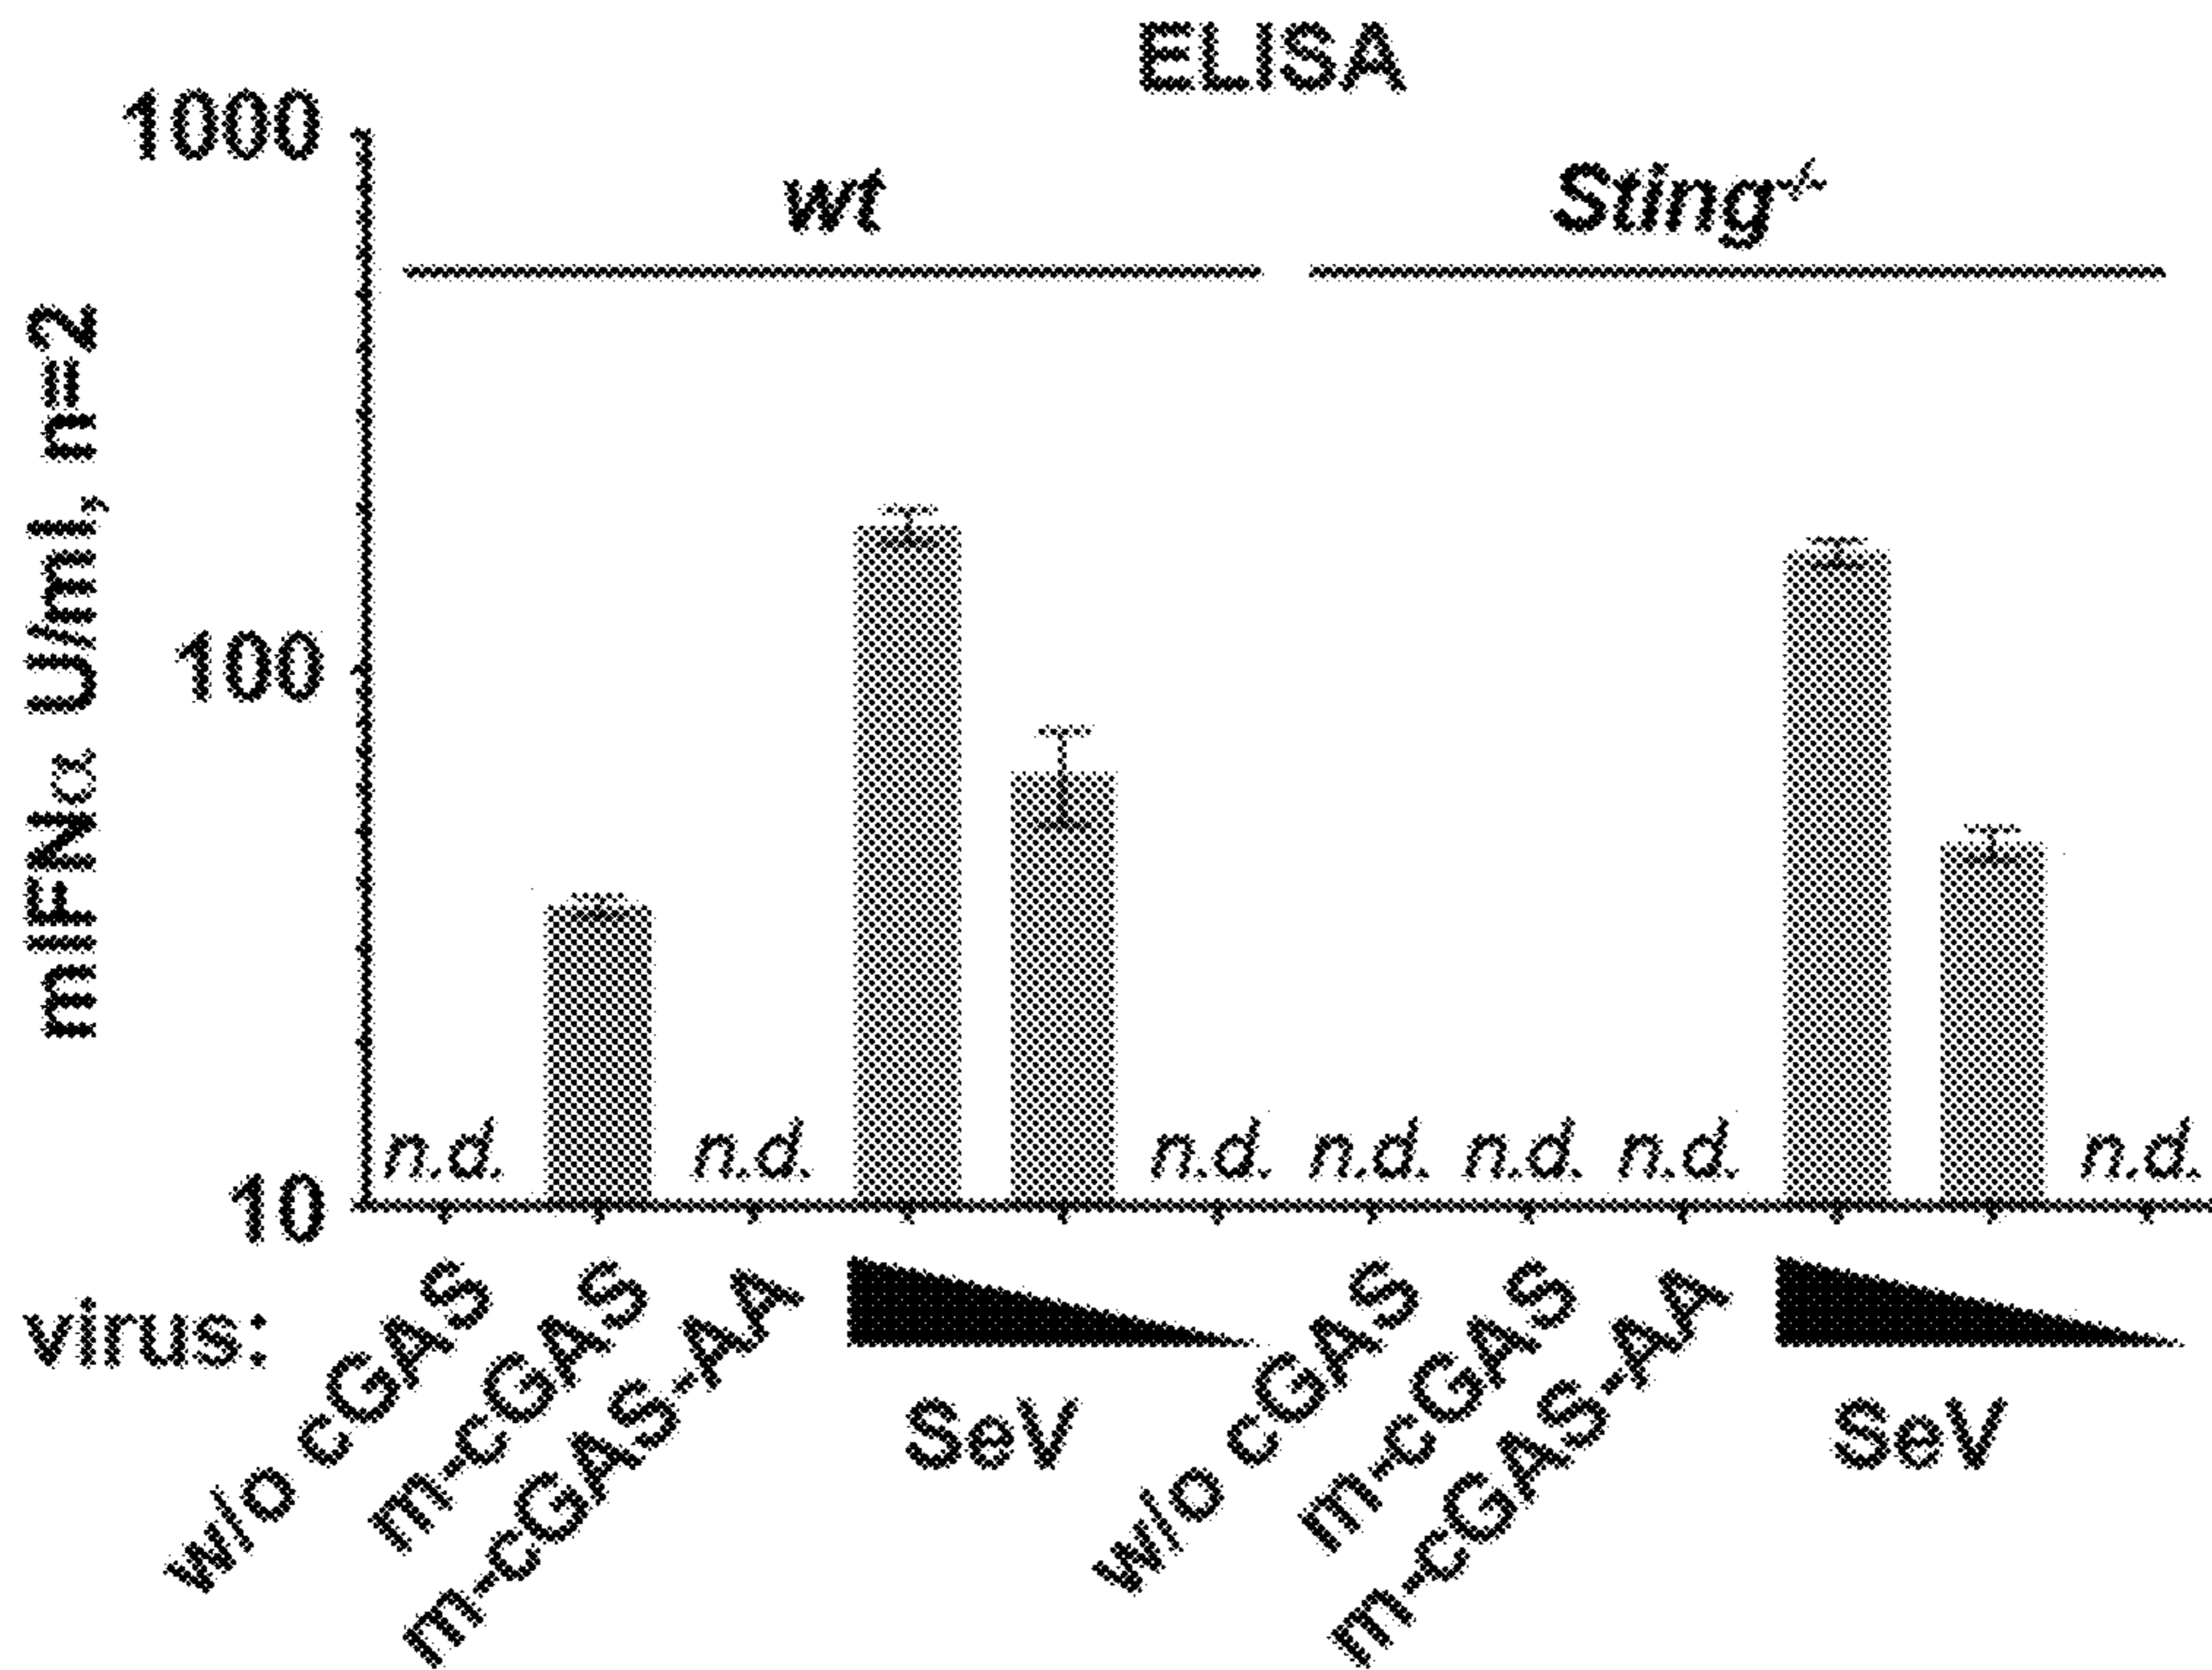 ELISA
mIFNα U/ml, n=2
1000
100
10
wt
Sting-/-
n.d.
n.d.
n.d.
n.d.
n.d.
n.d.
n.d.
virus:
w/o cGAS
m-cGAS
m-cGAS-AA
SeV
w/o cGAS
m-cGAS
m-cGAS-AA
SeV